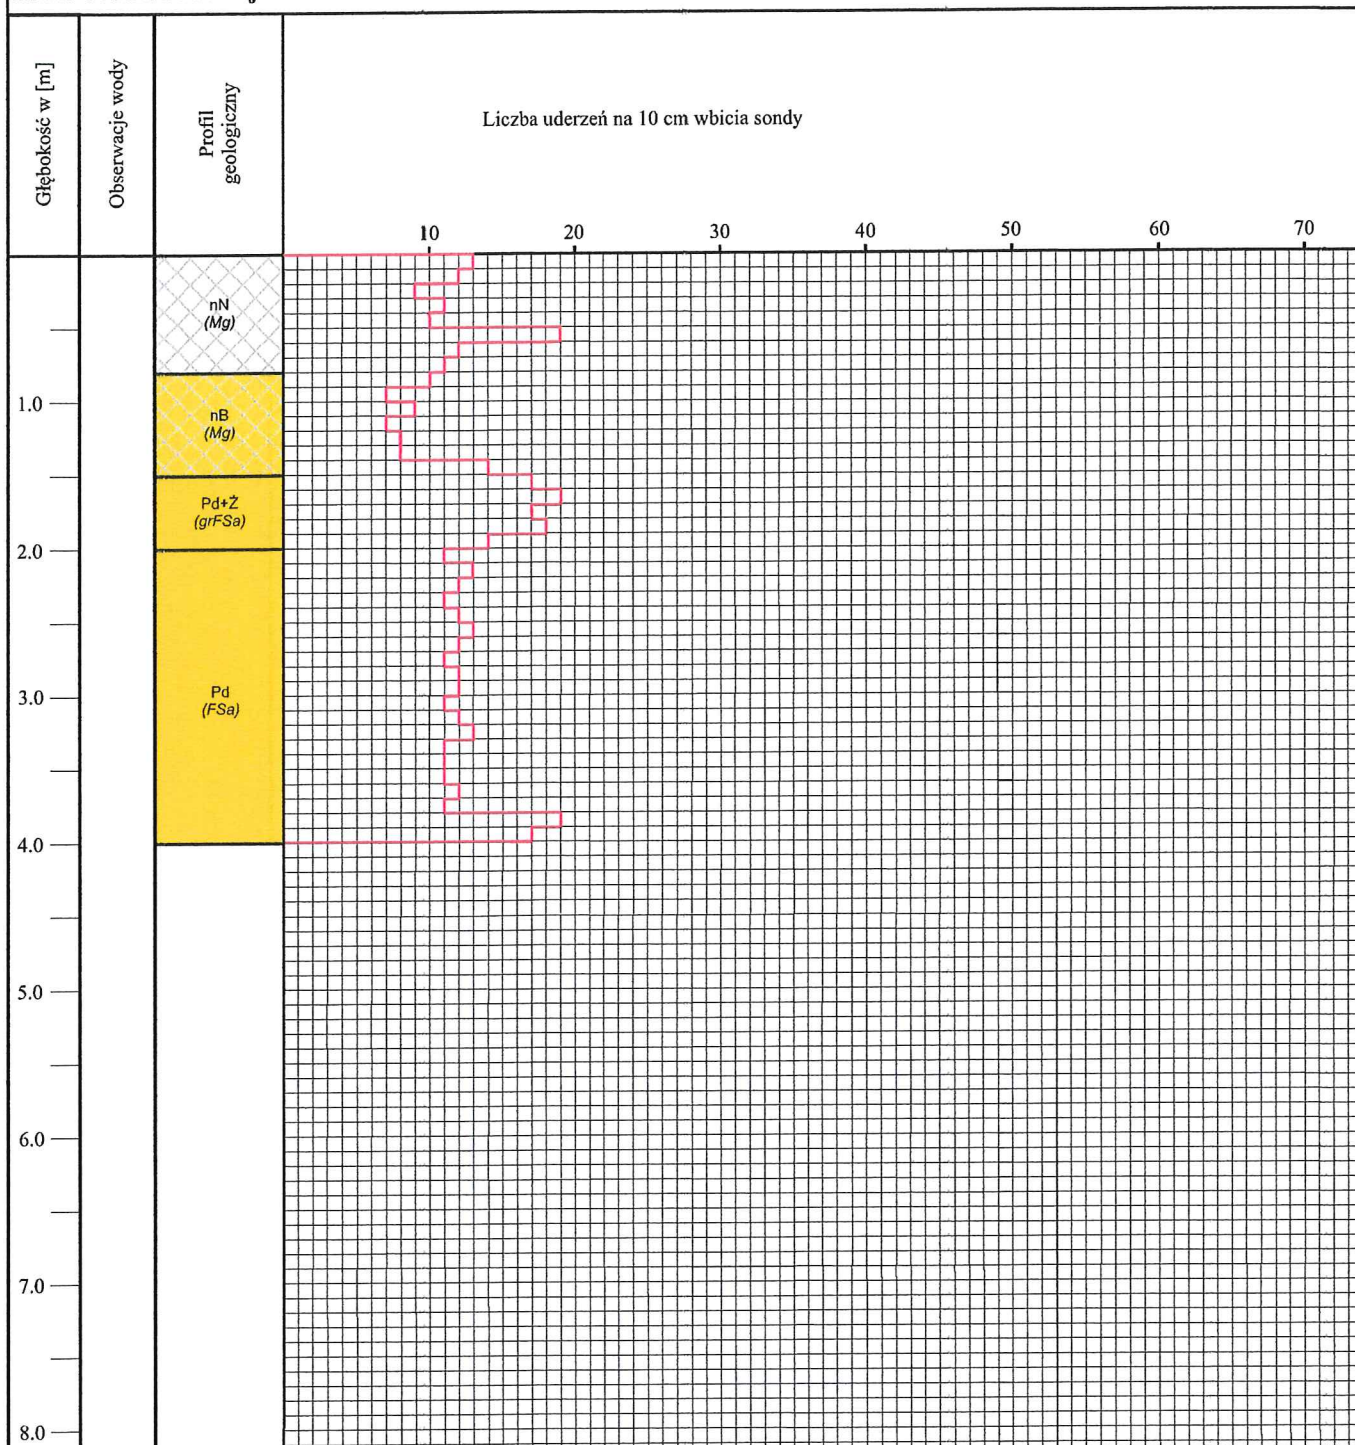 Głębokość w [m]
Obserwacje wody
Profil
geologiczny
Liczba uderzeń na 10 cm wbicia sondy
10 20 30 40 50 60 70
nN
(Mg)
1.0
nB
(Mg)
Pd+Ż
(grFSa)
2.0
Pd
(FSa)
3.0
4.0
5.0
6.0
7.0
8.0